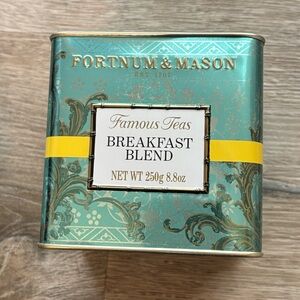 FORTNUM & MASON
EST 1707
Famous Teas
BREAKFAST
BLEND
NET WT 250g 8.8oz